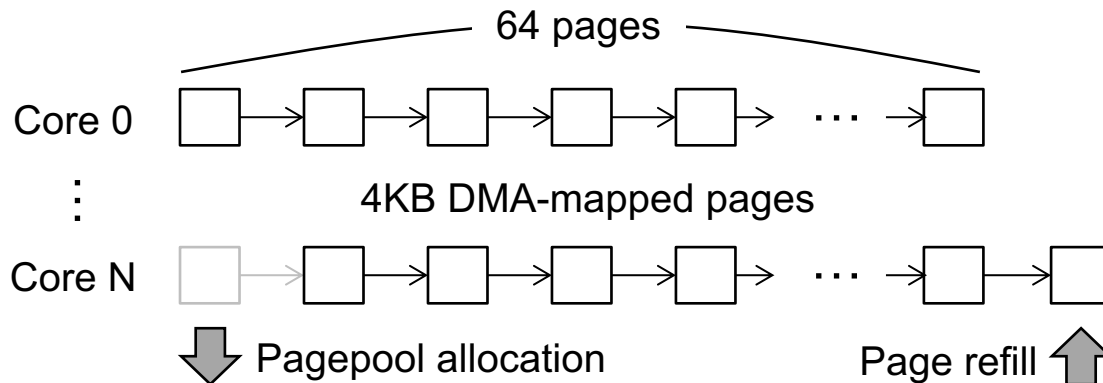 64 pages
Core 0
...
⋮
4KB DMA-mapped pages
Core N
...
Pagepool allocation
Page refill